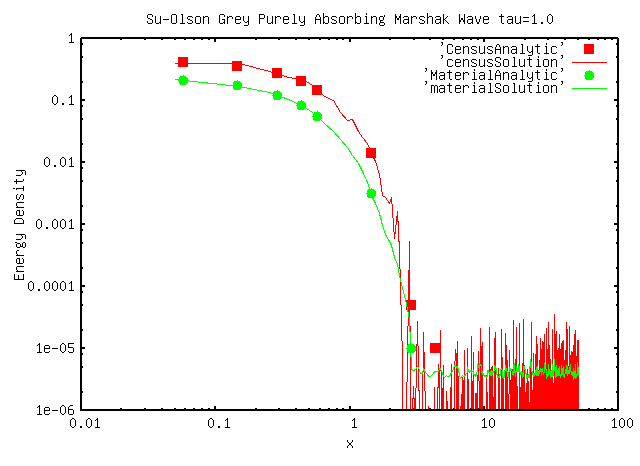 Su-Olson Grey Purely Absorbing Marshak Wave tau=1.0
'CensusAnalytic'
'censusSolution'
'MaterialAnalytic'
'materialSolution'
Energy Density
1
0.1
0.01
0.001
0.0001
1e-05
1e-06
0.01 0.1 1 10 100
x